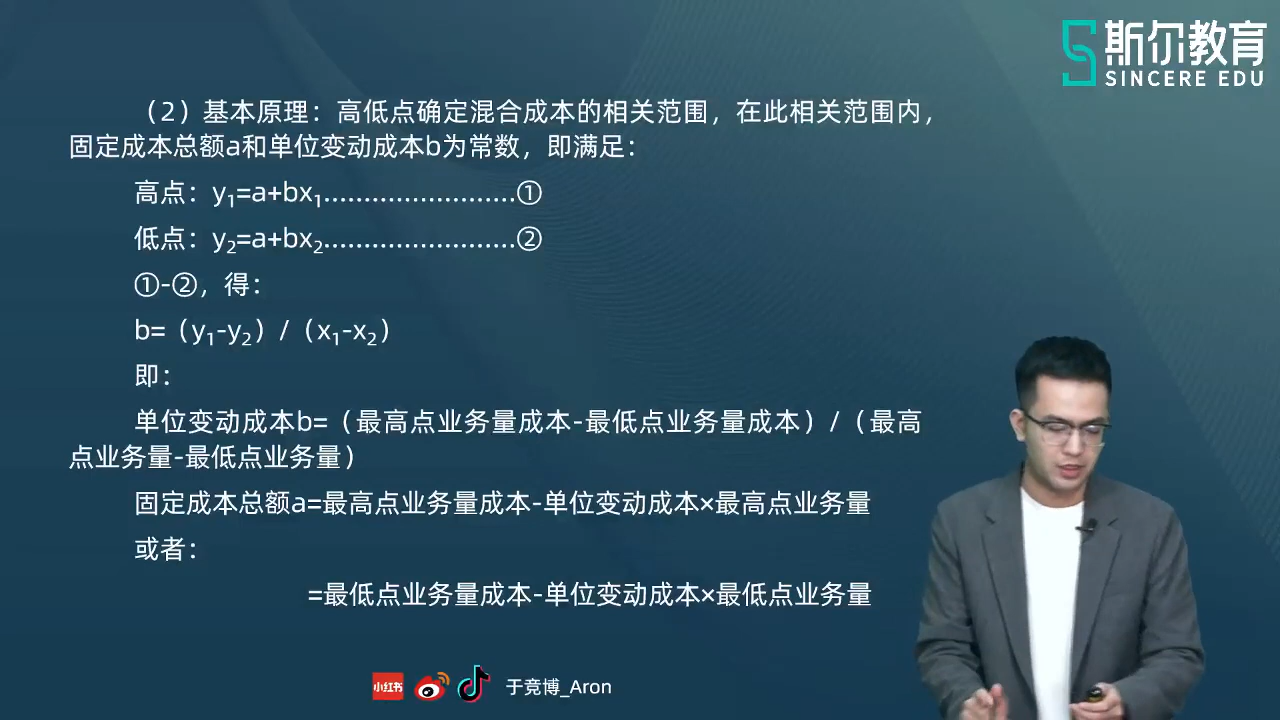 斯尔教育
SINCERE EDU
（2）基本原理：高低点确定混合成本的相关范围，在此相关范围内，
固定成本总额a和单位变动成本b为常数，即满足：
高点：y₁=a+bx₁........................①
低点：y₂=a+bx₂........................②
①-②，得：
b=（y₁-y₂）/（x₁-x₂）
即：
单位变动成本b=（最高点业务量成本-最低点业务量成本）/（最高
点业务量-最低点业务量）
固定成本总额a=最高点业务量成本-单位变动成本×最高点业务量
或者：
=最低点业务量成本-单位变动成本×最低点业务量
小红书 于竞博_Aron